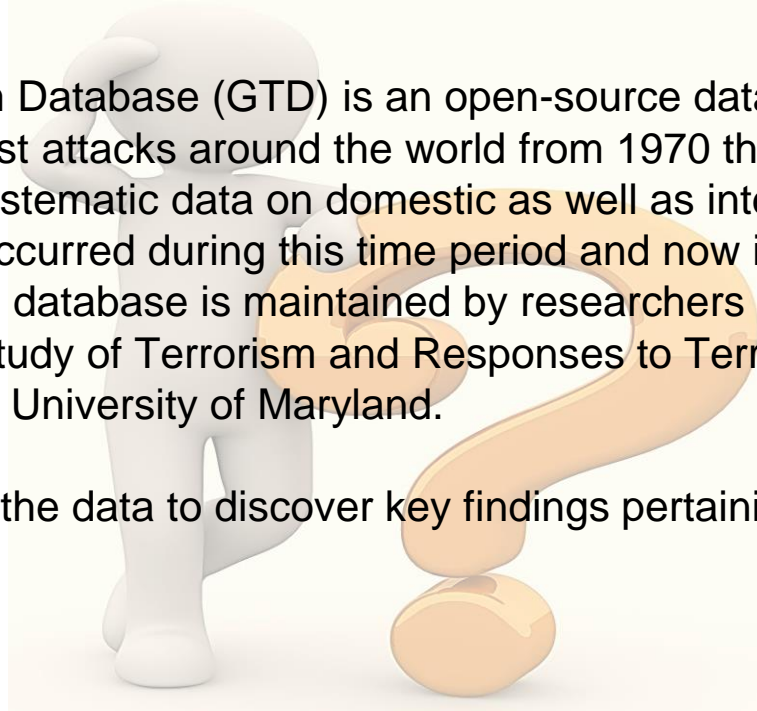 n Database (GTD) is an open-source data
st attacks around the world from 1970 th
stematic data on domestic as well as inte
ccurred during this time period and now i
database is maintained by researchers
tudy of Terrorism and Responses to Terr
University of Maryland.
the data to discover key findings pertaini